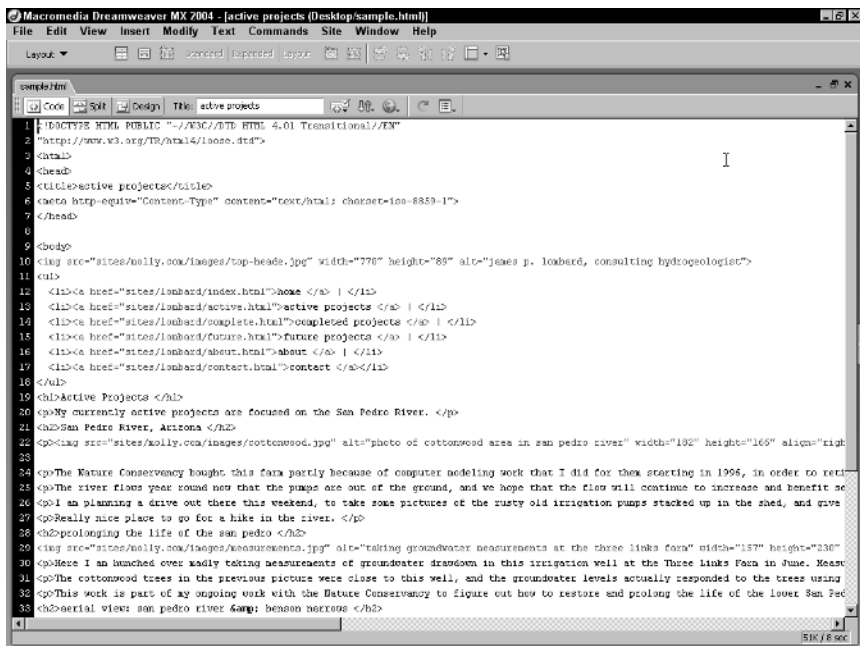 Macromedia Dreamweaver MX 2004 - [active projects (Desktop/sample.html)]
File Edit View Insert Modify Text Commands Site Window Help
Layout Standard Expanded Layout
sample.html
Code Split Design Title: active projects
1 <!DOCTYPE HTML PUBLIC "-//W3C//DTD HTML 4.01 Transitional//EN"
2 "http://www.w3.org/TR/html4/loose.dtd">
3 <html>
4 <head>
5 <title>active projects</title>
6 <meta http-equiv="Content-Type" content="text/html; charset=iso-8859-1">
7 </head>
8
9 <body>
10 <img src="sites/molly.com/images/top-heade.jpg" width="770" height="89" alt="james p. lombard, consulting hydrogeologist">
11 <ul>
12 <li><a href="sites/lombard/index.html">home </a> | </li>
13 <li><a href="sites/lombard/active.html">active projects </a> | </li>
14 <li><a href="sites/lombard/complete.html">completed projects </a> | </li>
15 <li><a href="sites/lombard/future.html">future projects </a> | </li>
16 <li><a href="sites/lombard/about.html">about </a> | </li>
17 <li><a href="sites/lombard/contact.html">contact </a></li>
18 </ul>
19 <h1>Active Projects </h1>
20 <p>My currently active projects are focused on the San Pedro River. </p>
21 <h2>San Pedro River, Arizona </h2>
22 <p><img src="sites/molly.com/images/cottonwood.jpg" alt="photo of cottonwood area in san pedro river" width="182" height="166" align="righ
23
24 <p>The Nature Conservancy bought this farm partly because of computer modeling work that I did for them starting in 1996, in order to reti
25 <p>The river flows year round now that the pumps are out of the ground, and we hope that the flow will continue to increase and benefit se
26 <p>I am planning a drive out there this weekend, to take some pictures of the rusty old irrigation pumps stacked up in the shed, and give
27 <p>Really nice place to go for a hike in the river. </p>
28 <h2>prolonging the life of the san pedro </h2>
29 <img src="sites/molly.com/images/measurements.jpg" alt="taking groundwater measurements at the three links farm" width="157" height="230"
30 <p>Here I am hunched over madly taking measurements of groundwater drawdown in this irrigation well at the Three Links Farm in June. Measu
31 <p>The cottonwood trees in the previous picture were close to this well, and the groundwater levels actually responded to the trees using
32 <p>This work is part of my ongoing work with the Nature Conservancy to figure out how to restore and prolong the life of the lower San Ped
33 <h2>aerial view: san pedro river &amp; benson narrows </h2>
51K / 8 sec